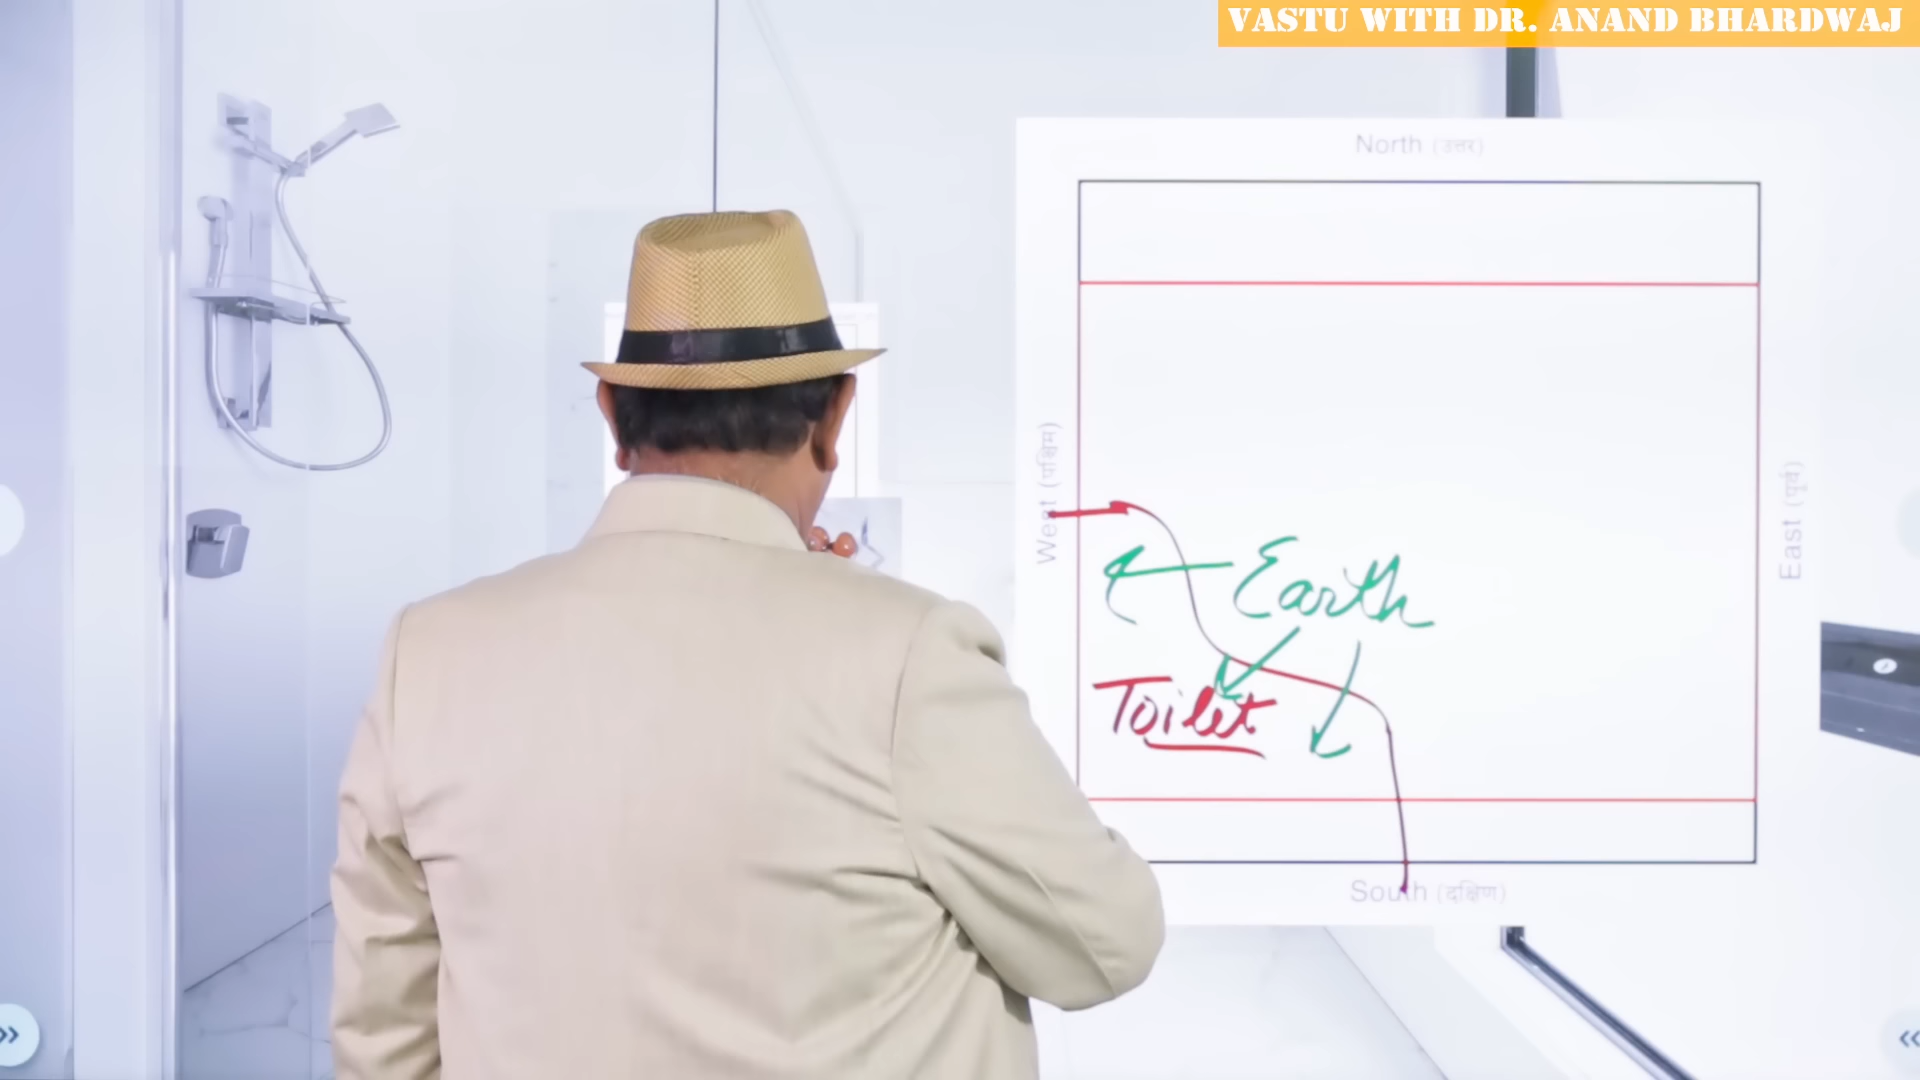 VASTU WITH DR. ANAND BHARDWAJ
North (उत्तर)
West (पश्चिम)
East (पूर्व)
Earth
Toilet
South (दक्षिण)